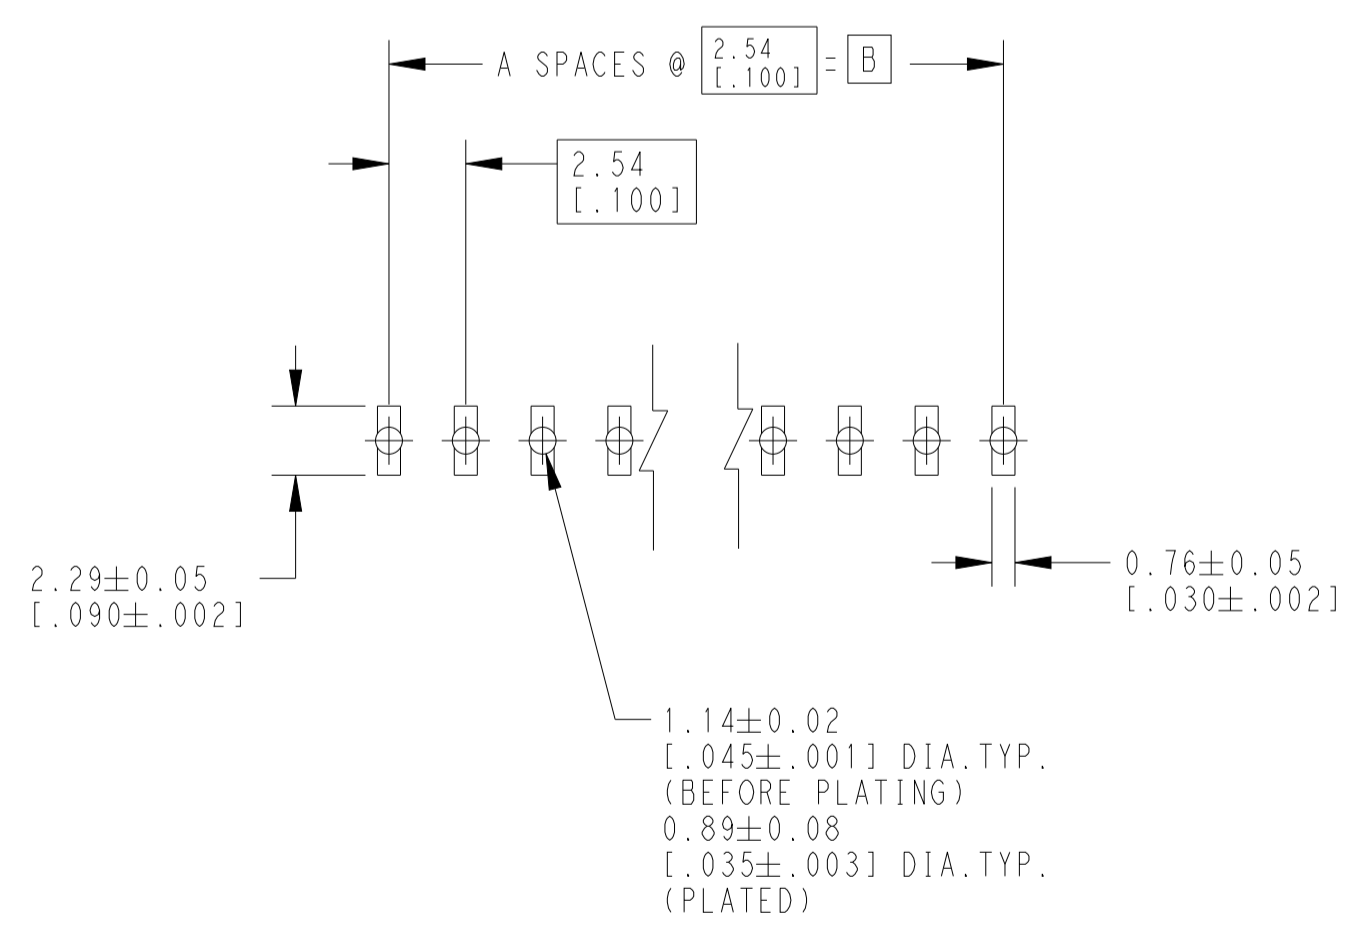 A SPACES @ 2.54 [.100] = B
2.54
[.100]
2.29±0.05
[.090±.002]
0.76±0.05
[.030±.002]
1.14±0.02
[.045±.001] DIA.TYP.
(BEFORE PLATING)
0.89±0.08
[.035±.003] DIA.TYP.
(PLATED)